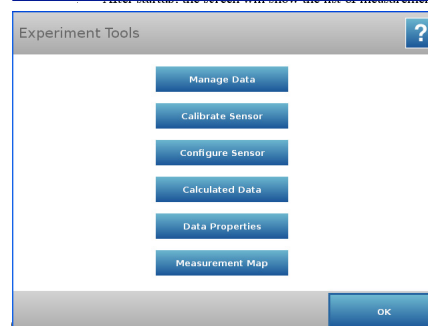 After startup, the screen will show the list of measurement
Experiment Tools
?
Manage Data
Calibrate Sensor
Configure Sensor
Calculated Data
Data Properties
Measurement Map
OK